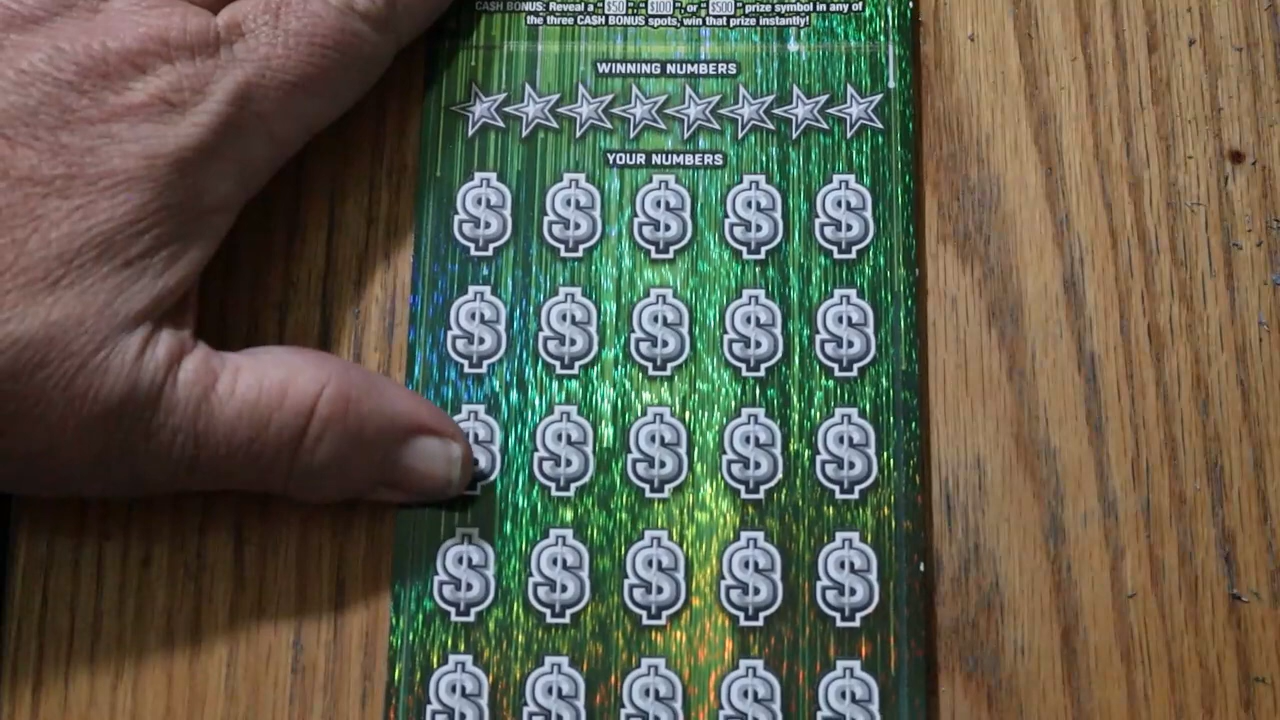 CASH BONUS: Reveal a "$50", "$100", or "$500" prize symbol in any of
the three CASH BONUS spots, win that prize instantly!
WINNING NUMBERS
YOUR NUMBERS
$ $ $ $ $
$ $ $ $ $
$ $ $ $ $
$ $ $ $ $
$ $ $ $ $